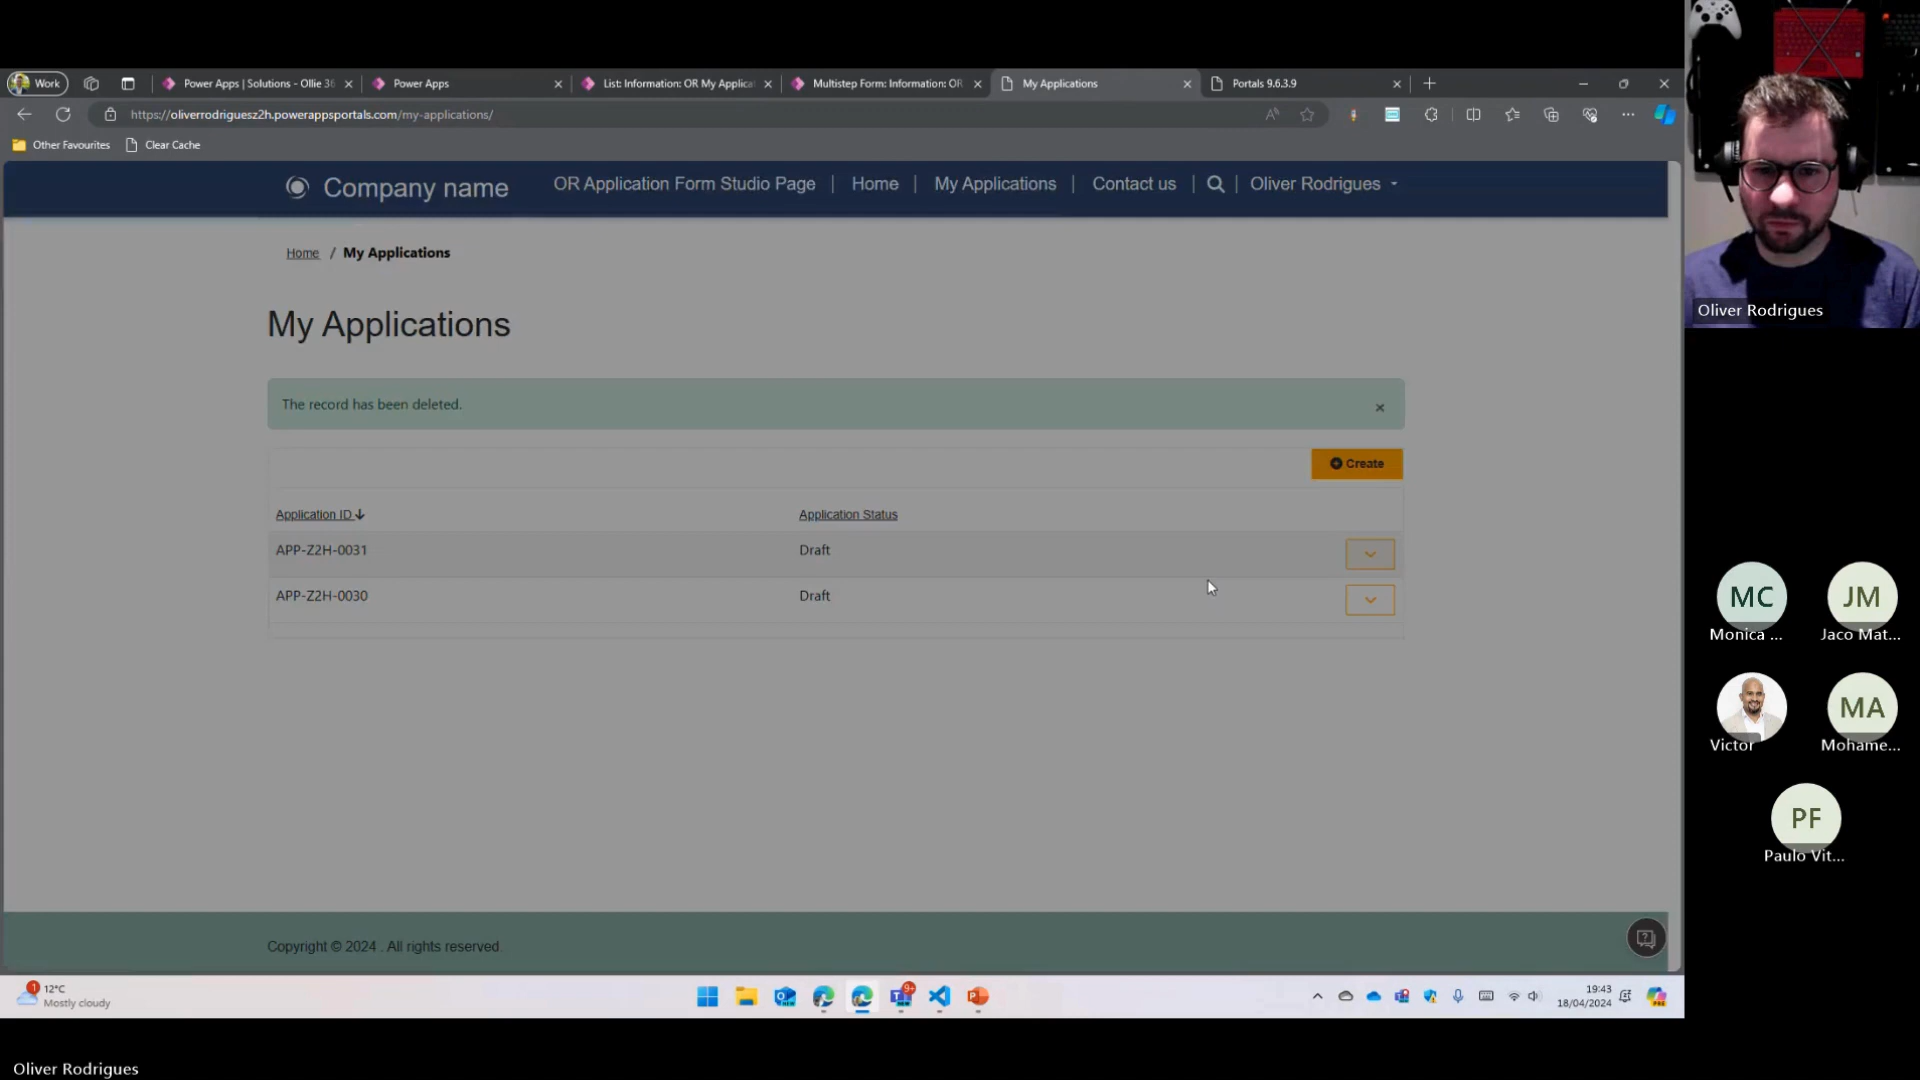 Work
Power Apps | Solutions - Ollie 36
Power Apps
List: Information: OR My Applica
Multistep Form: Information: OR
My Applications
Portals 9.6.3.9
https://oliverrodriguesz2h.powerappsportals.com/my-applications/
Other Favourites
Clear Cache
Company name
OR Application Form Studio Page | Home | My Applications | Contact us | | Oliver Rodrigues
Home / My Applications
My Applications
The record has been deleted.
×
Create
Application ID
Application Status
APP-Z2H-0031
Draft
APP-Z2H-0030
Draft
Copyright © 2024 . All rights reserved.
1
12°C
Mostly cloudy
9+
19:43
18/04/2024
Oliver Rodrigues
MC
Monica ...
JM
Jaco Mat...
Victor
MA
Mohame...
PF
Paulo Vit...
Oliver Rodrigues